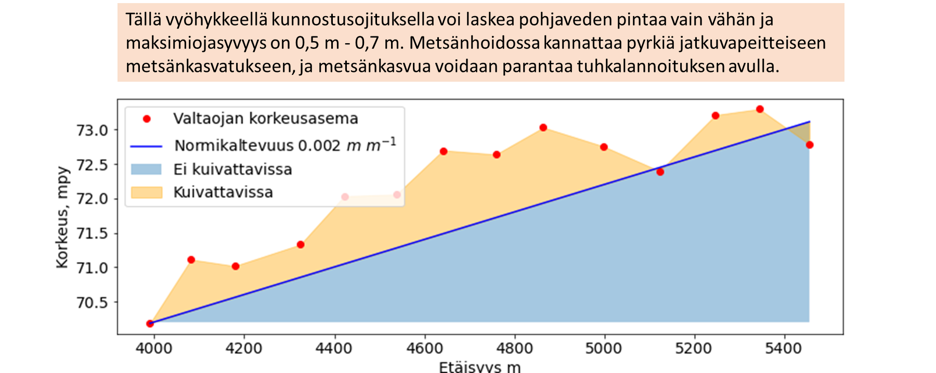 Tällä vyöhykkeellä kunnostusojituksella voi laskea pohjaveden pintaa vain vähän ja
maksimiojasyvyys on 0,5 m - 0,7 m. Metsänhoidossa kannattaa pyrkiä jatkuvapeitteiseen
metsänkasvatukseen, ja metsänkasvua voidaan parantaa tuhkalannoituksen avulla.
Valtaojan korkeusasema
Normikaltevuus 0.002 m m⁻¹
Ei kuivattavissa
Kuivattavissa
Korkeus, mpy
73.0
72.5
72.0
71.5
71.0
70.5
4000 4200 4400 4600 4800 5000 5200 5400
Etäisyys m